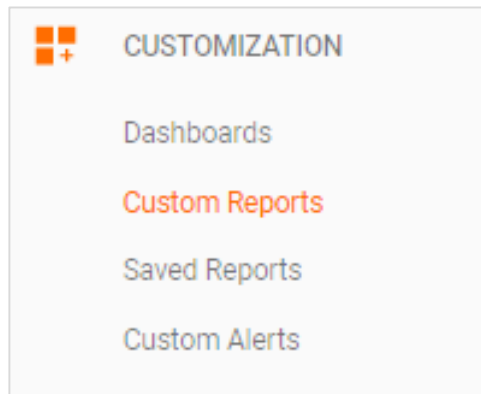 CUSTOMIZATION
Dashboards
Custom Reports
Saved Reports
Custom Alerts